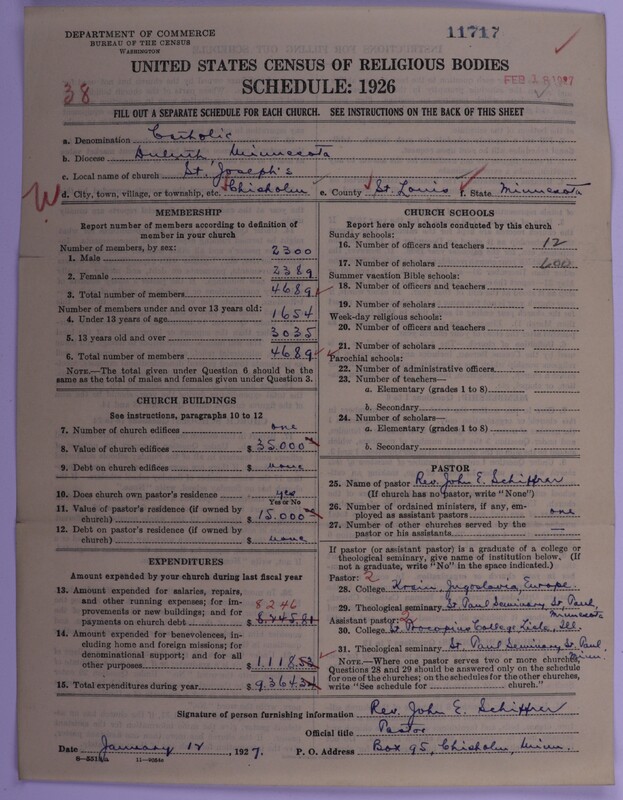 DEPARTMENT OF COMMERCE
BUREAU OF THE CENSUS
WASHINGTON
11717
UNITED STATES CENSUS OF RELIGIOUS BODIES
SCHEDULE: 1926
38
FILL OUT A SEPARATE SCHEDULE FOR EACH CHURCH. SEE INSTRUCTIONS ON THE BACK OF THIS SHEET
a. Denomination Catholic
b. Diocese Duluth Minnesota
c. Local name of church St. Joseph's
d. City, town, village, or township, etc. Chisholm e. County St. Louis f. State Minnesota
MEMBERSHIP
Report number of members according to definition of
member in your church
Number of members, by sex:
1. Male 2300
2. Female 2389
3. Total number of members 4689
Number of members under and over 13 years old:
4. Under 13 years of age 1654
5. 13 years old and over 3035
6. Total number of members 4689
NOTE.—The total given under Question 6 should be
same as the total of males and females given under Question 3.
CHURCH BUILDINGS
See instructions, paragraphs 10 to 12
7. Number of church edifices one
8. Value of church edifices $ 35.000
9. Debt on church edifices $ none
10. Does church own pastor's residence yes
Yes or No
11. Value of pastor's residence (if owned by
church) $ 15.000
12. Debt on pastor's residence (if owned by
church) $ none
EXPENDITURES
Amount expended by your church during last fiscal year
13. Amount expended for salaries, repairs,
and other running expenses; for im-
provements or new buildings; and for
payments on church debt 8246 $ 8.245.81
14. Amount expended for benevolences, in-
cluding home and foreign missions; for
denominational support; and for all
other purposes $ 1.118.
15. Total expenditures during year $ 9.364.
CHURCH SCHOOLS
Report here only schools conducted by this church
Sunday schools:
16. Number of officers and teachers 12
17. Number of scholars 600
Summer vacation Bible schools:
18. Number of officers and teachers
19. Number of scholars
Week-day religious schools:
20. Number of officers and teachers
21. Number of scholars
Parochial schools:
22. Number of administrative officers
23. Number of teachers—
a. Elementary (grades 1 to 8)
b. Secondary
24. Number of scholars—
a. Elementary (grades 1 to 8)
b. Secondary
PASTOR
25. Name of pastor Rev. John E. Schiffrer
(If church has no pastor, write "None")
26. Number of ordained ministers, if any, em-
ployed as assistant pastors one
27. Number of other churches served by the
pastor or his assistants —
If pastor (or assistant pastor) is a graduate of a college or
theological seminary, give name of institution below. (If
not a graduate, write "No" in the space indicated.)
Pastor: 2
28. College Krain, Jugoslavia, Europe.
29. Theological seminary St. Paul Seminary St. Paul, Minnesota
Assistant pastor: 2
30. College St. Procopius College Lisle, Ill.
31. Theological seminary St. Paul Seminary St. Paul Minn.
NOTE.—Where one pastor serves two or more churches,
Questions 28 and 29 should be answered only on the schedule
for one of the churches; on the schedules for the other churches,
write "See schedule for church."
Signature of person furnishing information Rev. John E. Schiffrer
Official title Pastor
Date January 12, 1927. P. O. Address Box 95, Chisholm, Minn.